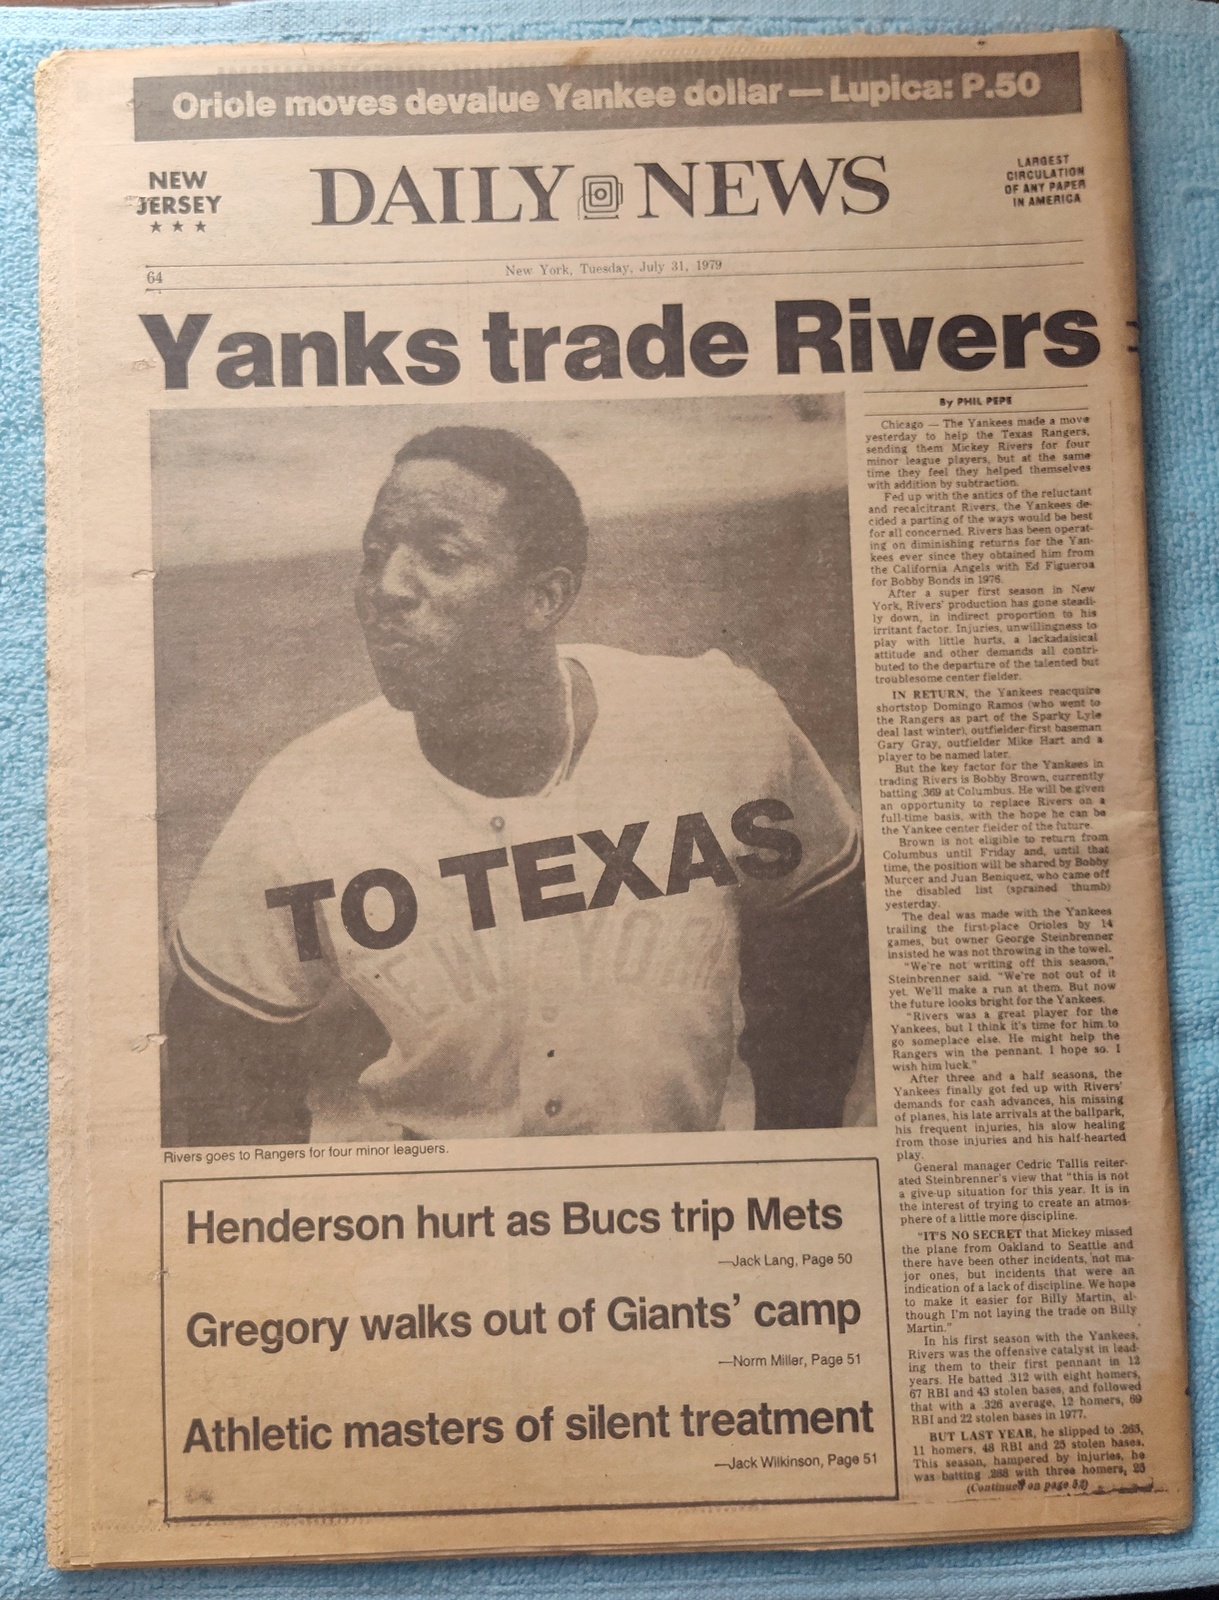 Oriole moves devalue Yankee dollar — Lupica: P.50
NEW
JERSEY
★ ★ ★
DAILY NEWS
LARGEST
CIRCULATION
OF ANY PAPER
IN AMERICA
64
New York, Tuesday, July 31, 1979
Yanks trade Rivers
TO TEXAS
Rivers goes to Rangers for four minor leaguers.
Henderson hurt as Bucs trip Mets
—Jack Lang, Page 50
Gregory walks out of Giants' camp
—Norm Miller, Page 51
Athletic masters of silent treatment
—Jack Wilkinson, Page 51
By PHIL PEPE
Chicago — The Yankees made a move
yesterday to help the Texas Rangers,
sending them Mickey Rivers for four
minor league players, but at the same
time they feel they helped themselves
with addition by subtraction.
Fed up with the antics of the reluctant
and recalcitrant Rivers, the Yankees de-
cided a parting of the ways would be best
for all concerned. Rivers has been operat-
ing on diminishing returns for the Yan-
kees ever since they obtained him from
the California Angels with Ed Figueroa
for Bobby Bonds in 1976.
After a super first season in New
York, Rivers' production has gone steadi-
ly down, in indirect proportion to his
irritant factor. Injuries, unwillingness to
play with little hurts, a lackadaisical
attitude and other demands all contri-
buted to the departure of the talented but
troublesome center fielder.
IN RETURN, the Yankees reacquire
shortstop Domingo Ramos (who went to
the Rangers as part of the Sparky Lyle
deal last winter), outfielder-first baseman
Gary Gray, outfielder Mike Hart and a
player to be named later.
But the key factor for the Yankees in
trading Rivers is Bobby Brown, currently
batting .369 at Columbus. He will be given
an opportunity to replace Rivers on a
full-time basis, with the hope he can be
the Yankee center fielder of the future.
Brown is not eligible to return from
Columbus until Friday and, until that
time, the position will be shared by Bobby
Murcer and Juan Beniquez, who came off
the disabled list (sprained thumb)
yesterday.
The deal was made with the Yankees
trailing the first-place Orioles by 14
games, but owner George Steinbrenner
insisted he was not throwing in the towel.
"We're not writing off this season,"
Steinbrenner said. "We're not out of it
yet. We'll make a run at them. But now
the future looks bright for the Yankees.
"Rivers was a great player for the
Yankees, but I think it's time for him to
go someplace else. He might help the
Rangers win the pennant. I hope so. I
wish him luck."
After three and a half seasons, the
Yankees finally got fed up with Rivers'
demands for cash advances, his missing
of planes, his late arrivals at the ballpark,
his frequent injuries, his slow healing
from those injuries and his half-hearted
play.
General manager Cedric Tallis reiter-
ated Steinbrenner's view that "this is not
a give-up situation for this year. It is in
the interest of trying to create an atmos-
phere of a little more discipline.
"IT'S NO SECRET that Mickey missed
the plane from Oakland to Seattle and
there have been other incidents, not ma-
jor ones, but incidents that were an
indication of a lack of discipline. We hope
to make it easier for Billy Martin, al-
though I'm not laying the trade on Billy
Martin."
In his first season with the Yankees,
Rivers was the offensive catalyst in lead-
ing them to their first pennant in 12
years. He batted .312 with eight homers,
67 RBI and 43 stolen bases, and followed
that with a .326 average, 12 homers, 69
RBI and 22 stolen bases in 1977.
BUT LAST YEAR, he slipped to .265,
11 homers, 48 RBI and 25 stolen bases.
This season, hampered by injuries, he
was batting .288 with three homers, 25
(Continued on page 52)